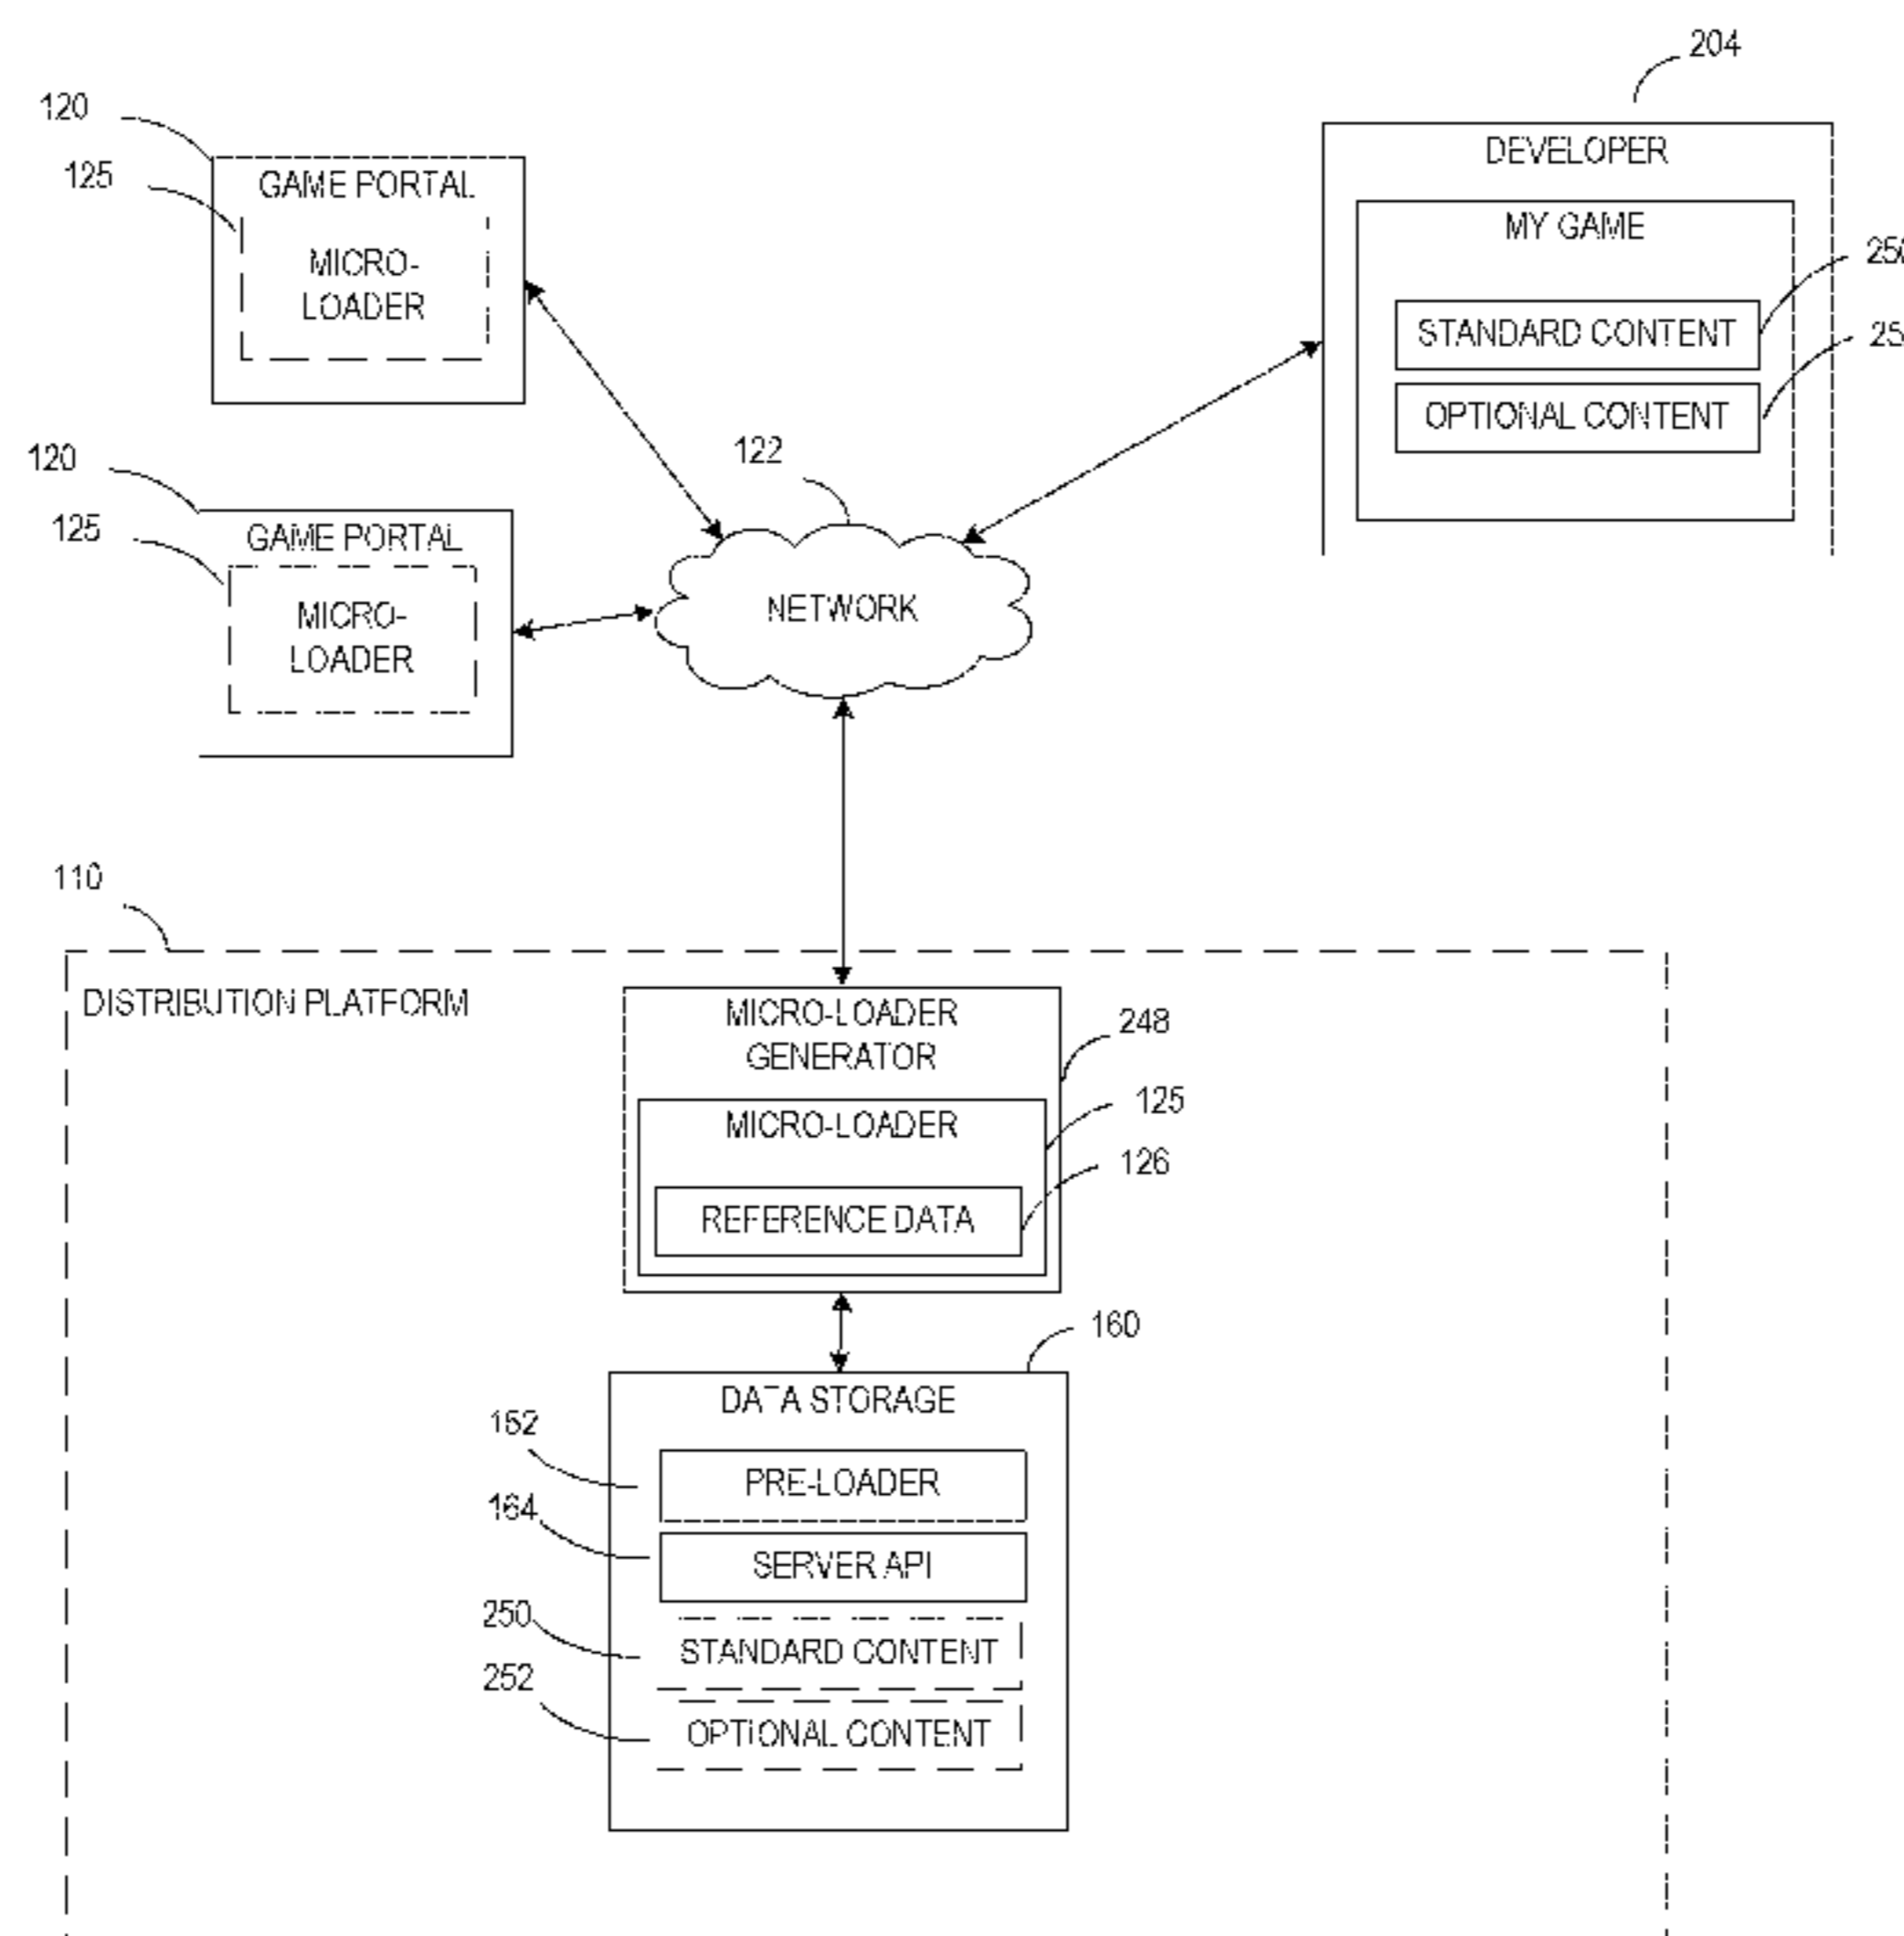 204
120
DEVELOPER
125
GAME PORTAL
MY GAME
MICRO-
LOADER
STANDARD CONTENT
OPTIONAL CONTENT
122
120
125
GAME PORTAL
NETWORK
MICRO-
LOADER
110
DISTRIBUTION PLATFORM
MICRO-LOADER
GENERATOR
248
125
MICRO-LOADER
126
REFERENCE DATA
160
DATA STORAGE
162
PRE-LOADER
164
SERVER API
250
STANDARD CONTENT
252
OPTIONAL CONTENT